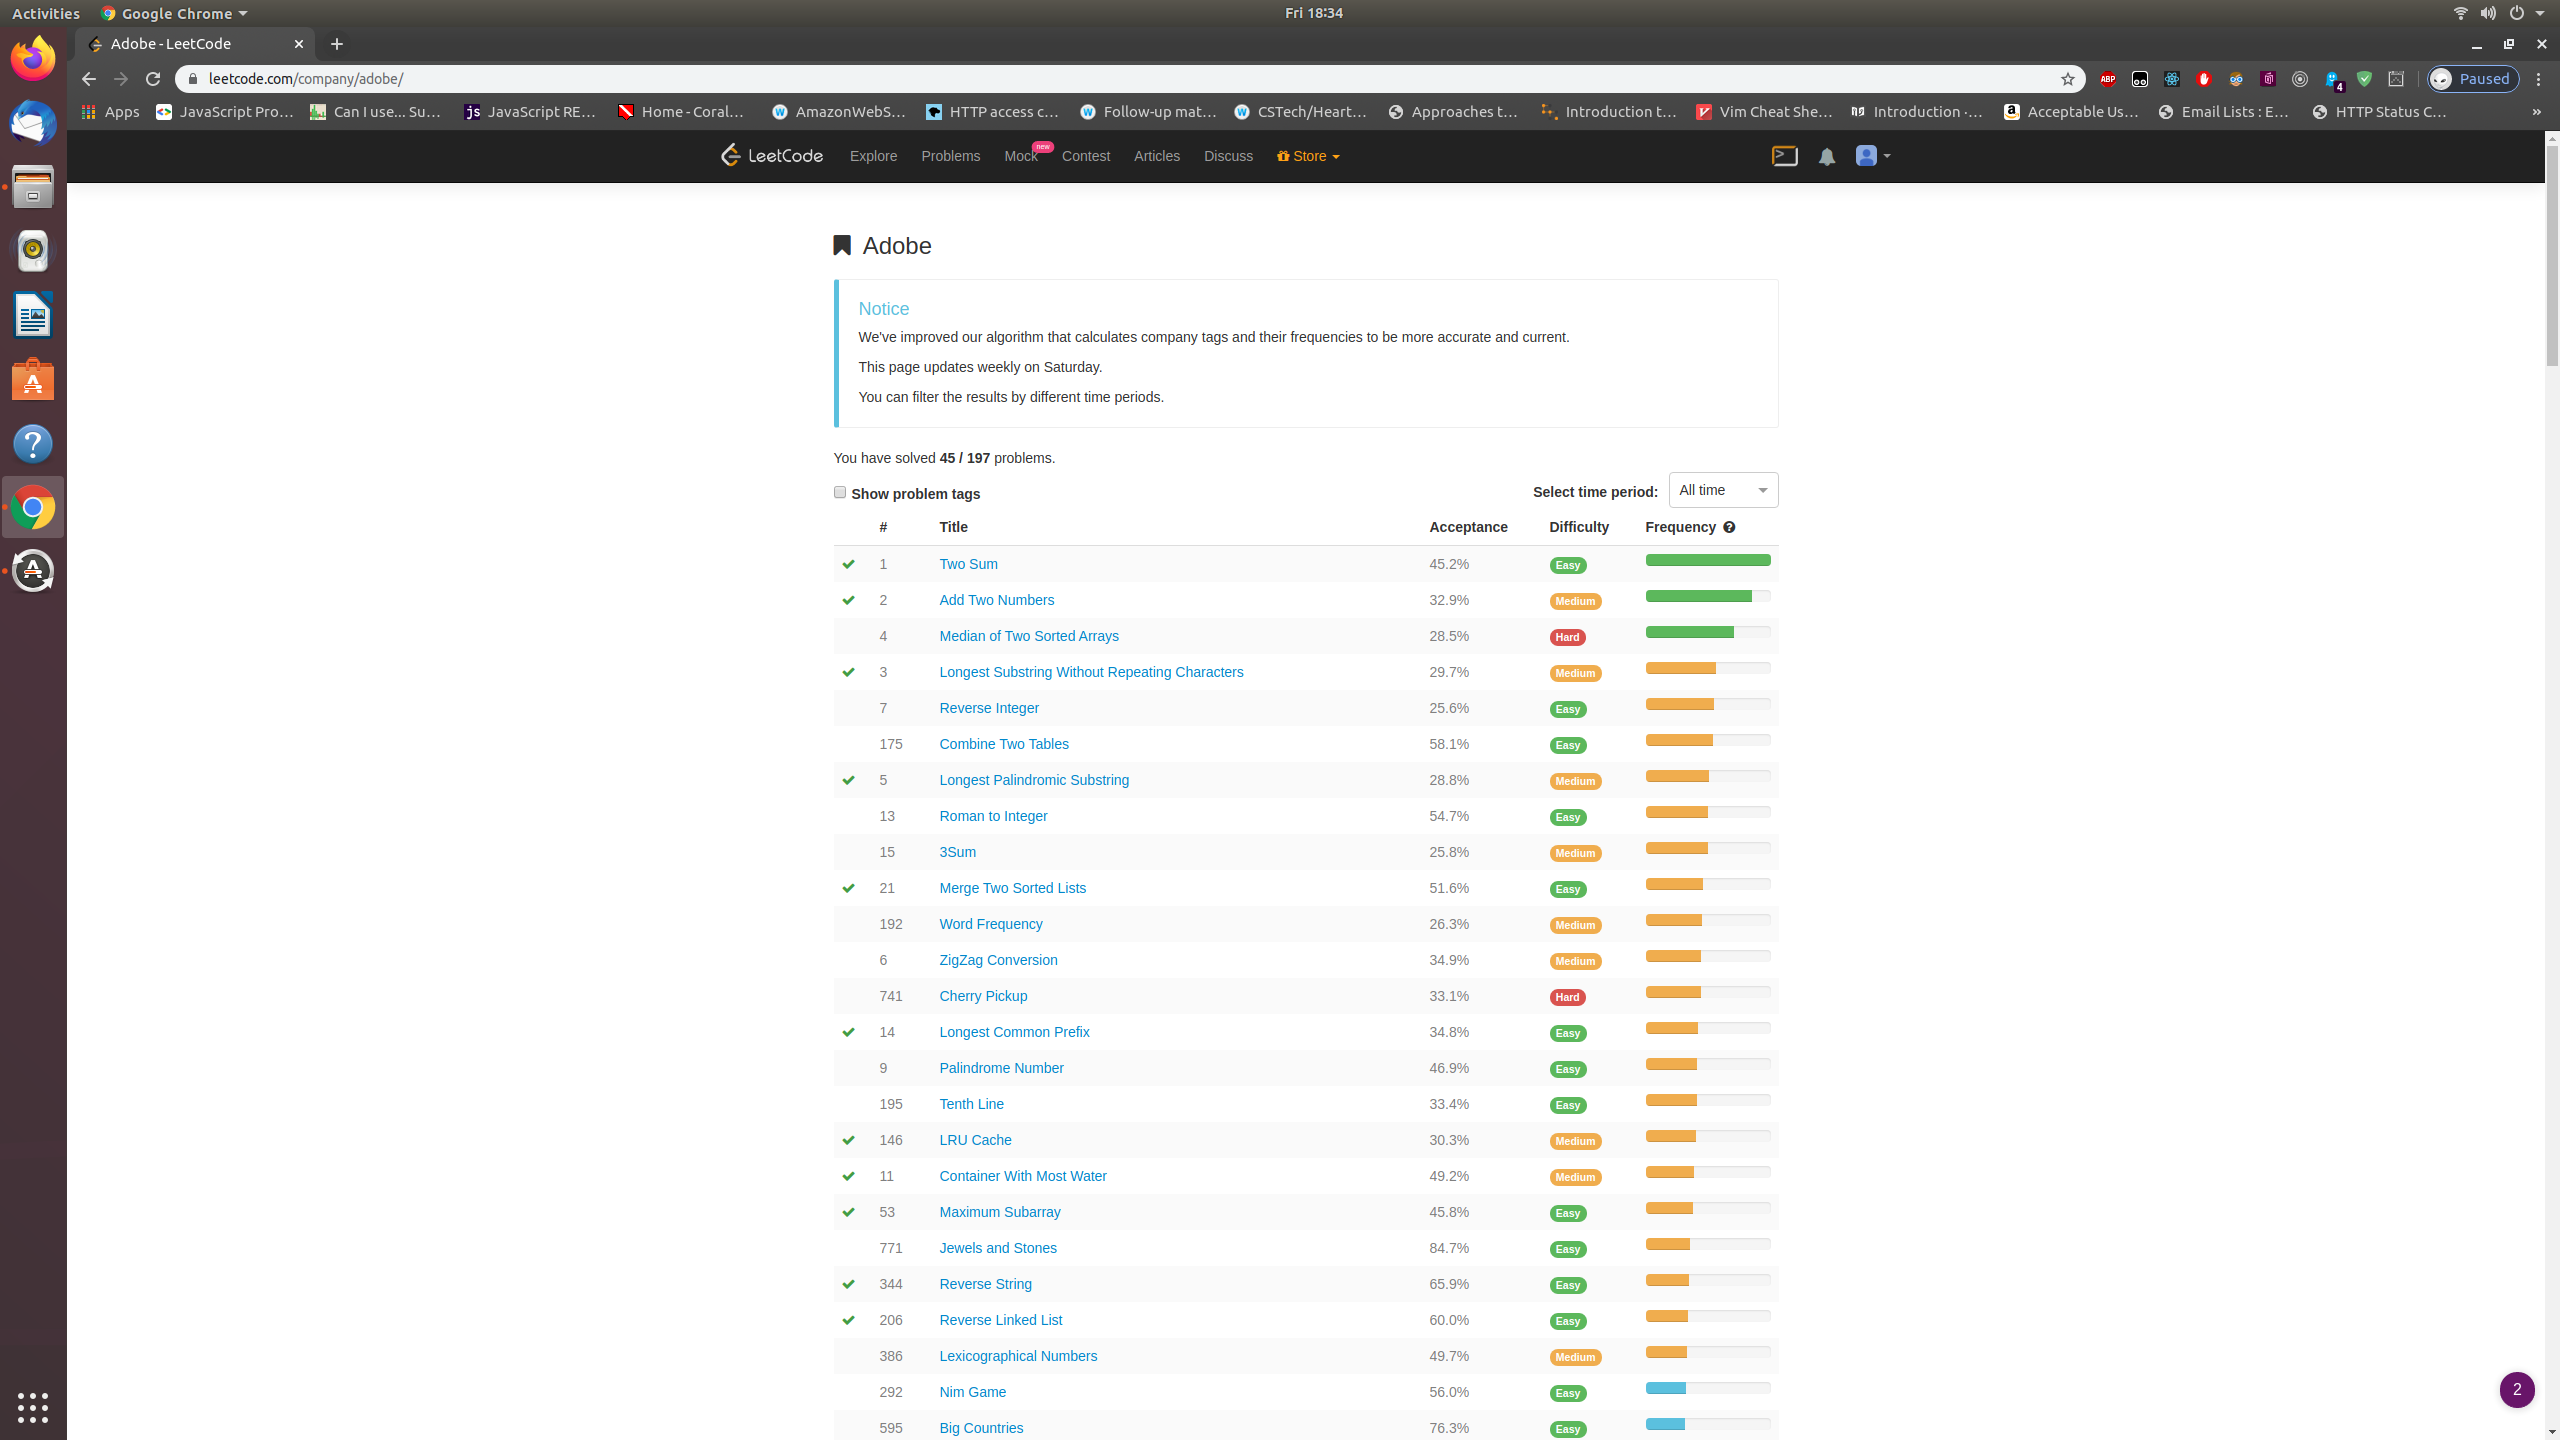 Activities Google Chrome Fri 18:34
Adobe - LeetCode
leetcode.com/company/adobe/ ABP 4 Paused
Apps JavaScript Pro… Can I use... Su… JavaScript RE… Home - Coral… AmazonWebS… HTTP access c… Follow-up mat… CSTech/Heart… Approaches t… Introduction t… Vim Cheat She… Introduction ·… Acceptable Us… Email Lists : E… HTTP Status C… »
LeetCode Explore Problems Mock new Contest Articles Discuss Store
Adobe
Notice
We've improved our algorithm that calculates company tags and their frequencies to be more accurate and current.
This page updates weekly on Saturday.
You can filter the results by different time periods.
You have solved 45 / 197 problems.
Show problem tags Select time period: All time
# Title Acceptance Difficulty Frequency
1 Two Sum 45.2% Easy
2 Add Two Numbers 32.9% Medium
4 Median of Two Sorted Arrays 28.5% Hard
3 Longest Substring Without Repeating Characters 29.7% Medium
7 Reverse Integer 25.6% Easy
175 Combine Two Tables 58.1% Easy
5 Longest Palindromic Substring 28.8% Medium
13 Roman to Integer 54.7% Easy
15 3Sum 25.8% Medium
21 Merge Two Sorted Lists 51.6% Easy
192 Word Frequency 26.3% Medium
6 ZigZag Conversion 34.9% Medium
741 Cherry Pickup 33.1% Hard
14 Longest Common Prefix 34.8% Easy
9 Palindrome Number 46.9% Easy
195 Tenth Line 33.4% Easy
146 LRU Cache 30.3% Medium
11 Container With Most Water 49.2% Medium
53 Maximum Subarray 45.8% Easy
771 Jewels and Stones 84.7% Easy
344 Reverse String 65.9% Easy
206 Reverse Linked List 60.0% Easy
386 Lexicographical Numbers 49.7% Medium
292 Nim Game 56.0% Easy
2
595 Big Countries 76.3% Easy